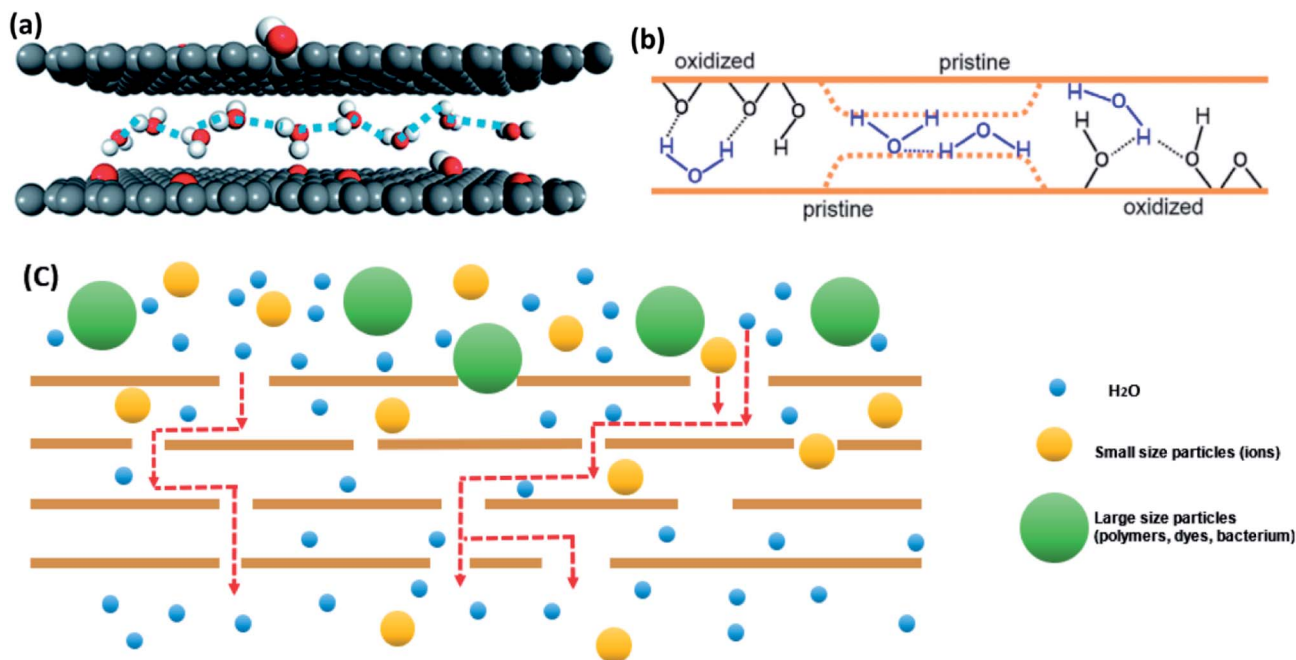 (a)
(b)
oxidized
pristine
O
O
O
H
H
H
O
H
H
O
H
O
H
H
O
H
H
O
H
O
O
pristine
oxidized
(C)
H2O
Small size particles (ions)
Large size particles
(polymers, dyes, bacterium)